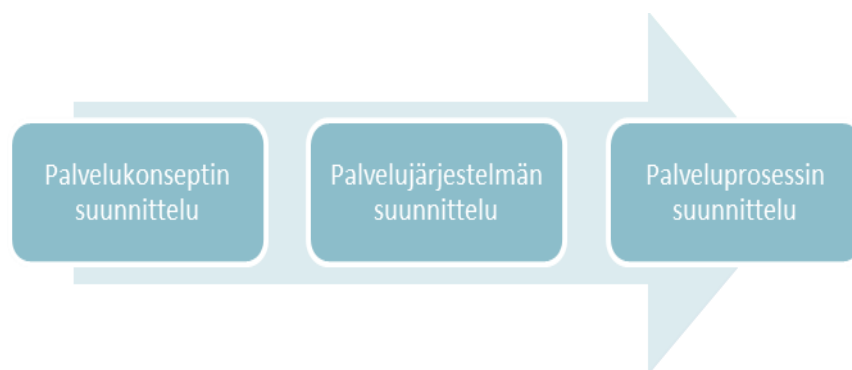 Palvelukonseptin
suunnittelu
Palvelujärjestelmän
suunnittelu
Palveluprosessin
suunnittelu